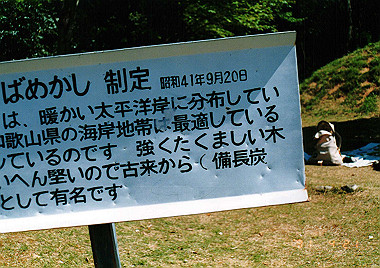 ばめかし 制定 昭和41年9月20日
は、暖かい太平洋岸に分布してい
和歌山県の海岸地帯は最適している
しているのです 強くたくましい木
いへん堅いので古来から(備長炭
として有名です